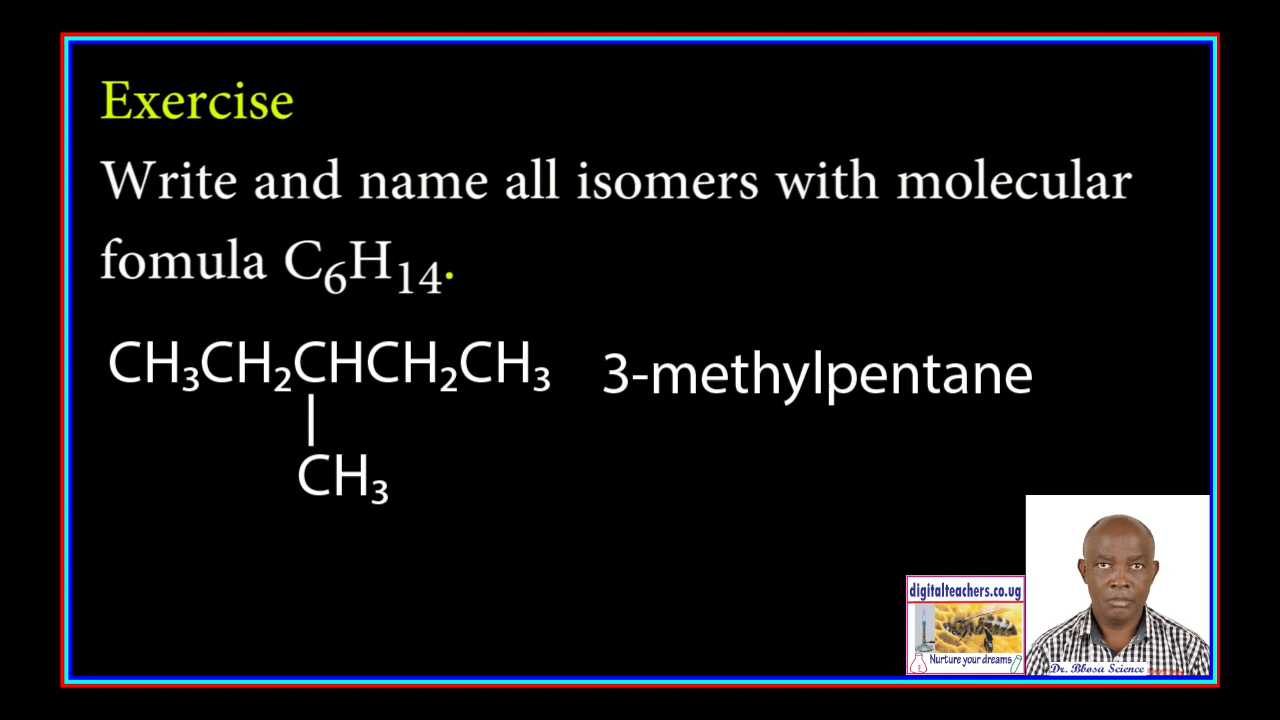 Exercise
Write and name all isomers with molecular
fomula C₆H₁₄.
CH₃CH₂CHCH₂CH₃ 3-methylpentane
|
CH₃
digitalteachers.co.ug
Nurture your dreams
Dr. Bbosa Science